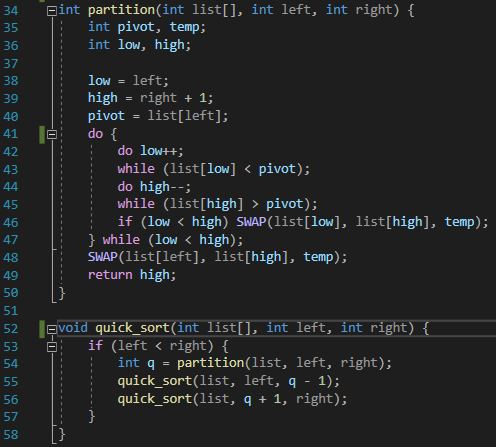 34 int partition(int list[], int left, int right) {
35     int pivot, temp;
36     int low, high;
37
38     low = left;
39     high = right + 1;
40     pivot = list[left];
41     do {
42         do low++;
43         while (list[low] < pivot);
44         do high--;
45         while (list[high] > pivot);
46         if (low < high) SWAP(list[low], list[high], temp);
47     } while (low < high);
48     SWAP(list[left], list[high], temp);
49     return high;
50 }
51
52 void quick_sort(int list[], int left, int right) {
53     if (left < right) {
54         int q = partition(list, left, right);
55         quick_sort(list, left, q - 1);
56         quick_sort(list, q + 1, right);
57     }
58 }